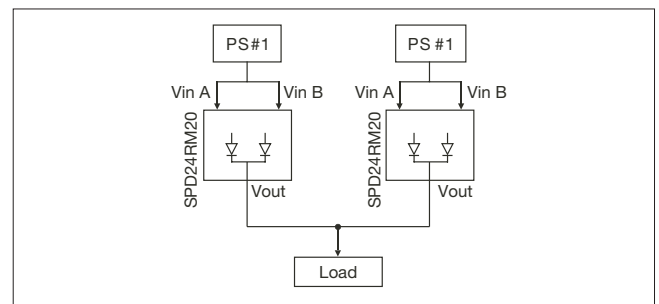 PS #1 PS #1
Vin A Vin B Vin A Vin B
SPD24RM20 SPD24RM20
Vout Vout
Load